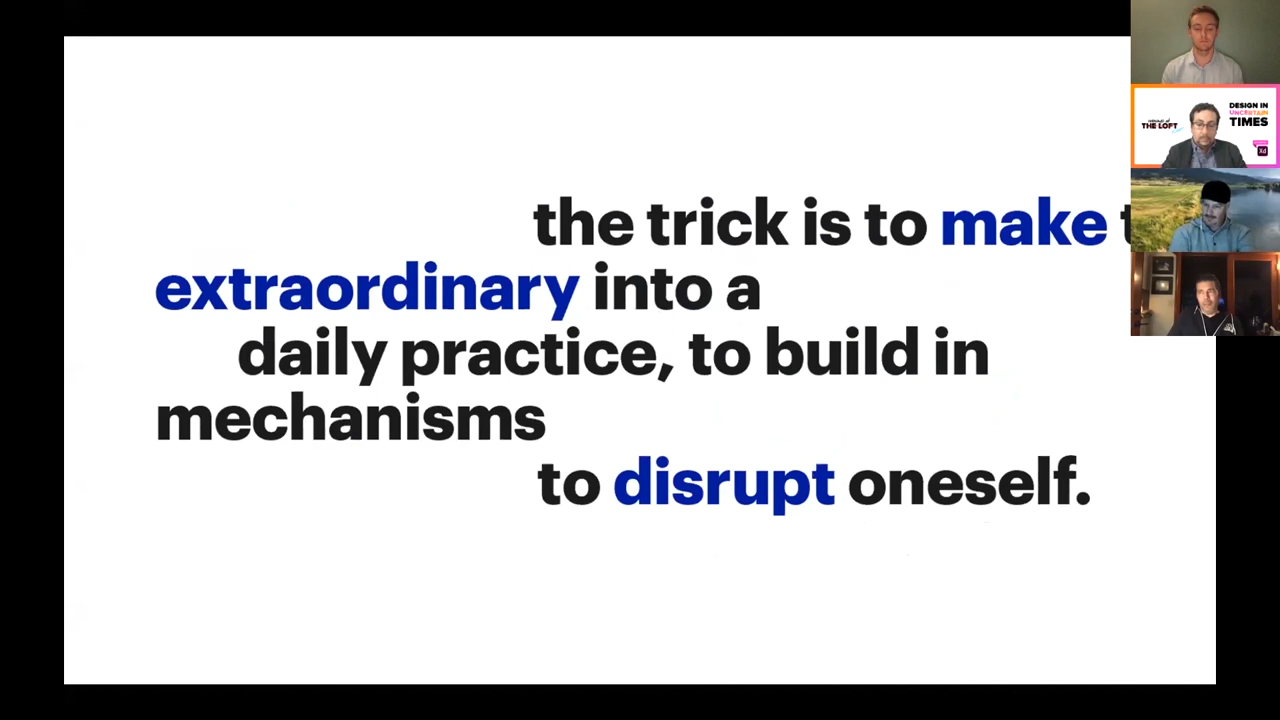 the trick is to make
extraordinary into a
daily practice, to build in
mechanisms
to disrupt oneself.
THE LOFT
DESIGN IN
UNCERTAIN
TIMES
Xd